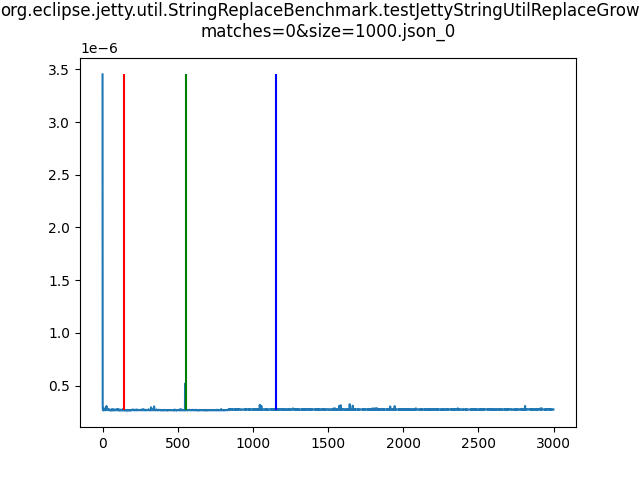 org.eclipse.jetty.util.StringReplaceBenchmark.testJettyStringUtilReplaceGrow
matches=0&size=1000.json_0
1e−6
3.5
3.0
2.5
2.0
1.5
1.0
0.5
0 500 1000 1500 2000 2500 3000